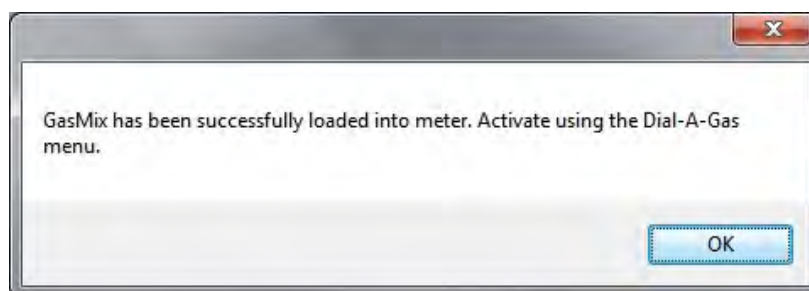 GasMix has been successfully loaded into meter. Activate using the Dial-A-Gas
menu.
OK